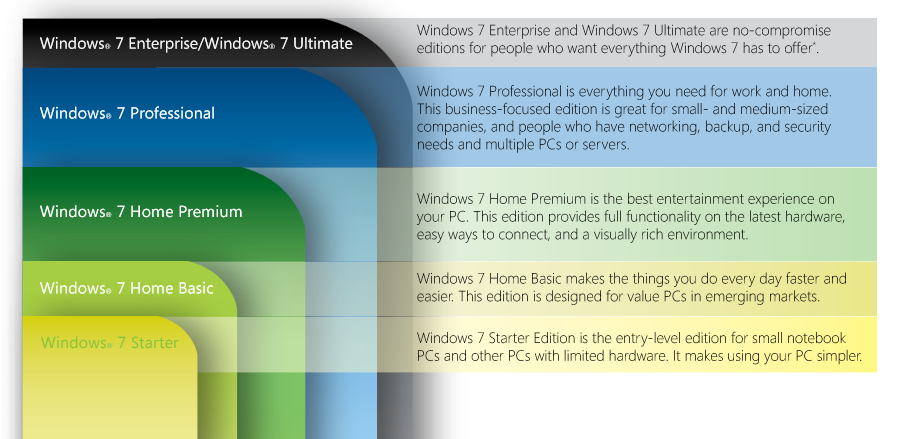 Windows® 7 Enterprise/Windows® 7 Ultimate
Windows 7 Enterprise and Windows 7 Ultimate are no-compromise
editions for people who want everything Windows 7 has to offer*.
Windows® 7 Professional
Windows 7 Professional is everything you need for work and home.
This business-focused edition is great for small- and medium-sized
companies, and people who have networking, backup, and security
needs and multiple PCs or servers.
Windows® 7 Home Premium
Windows 7 Home Premium is the best entertainment experience on
your PC. This edition provides full functionality on the latest hardware,
easy ways to connect, and a visually rich environment.
Windows® 7 Home Basic
Windows 7 Home Basic makes the things you do every day faster and
easier. This edition is designed for value PCs in emerging markets.
Windows® 7 Starter
Windows 7 Starter Edition is the entry-level edition for small notebook
PCs and other PCs with limited hardware. It makes using your PC simpler.